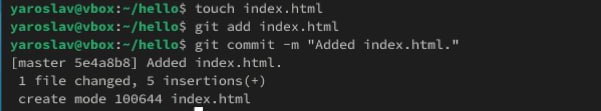 yaroslav@vbox:~/hello$ touch index.html
yaroslav@vbox:~/hello$ git add index.html
yaroslav@vbox:~/hello$ git commit -m "Added index.html."
[master 5e4a8b8] Added index.html.
 1 file changed, 5 insertions(+)
 create mode 100644 index.html